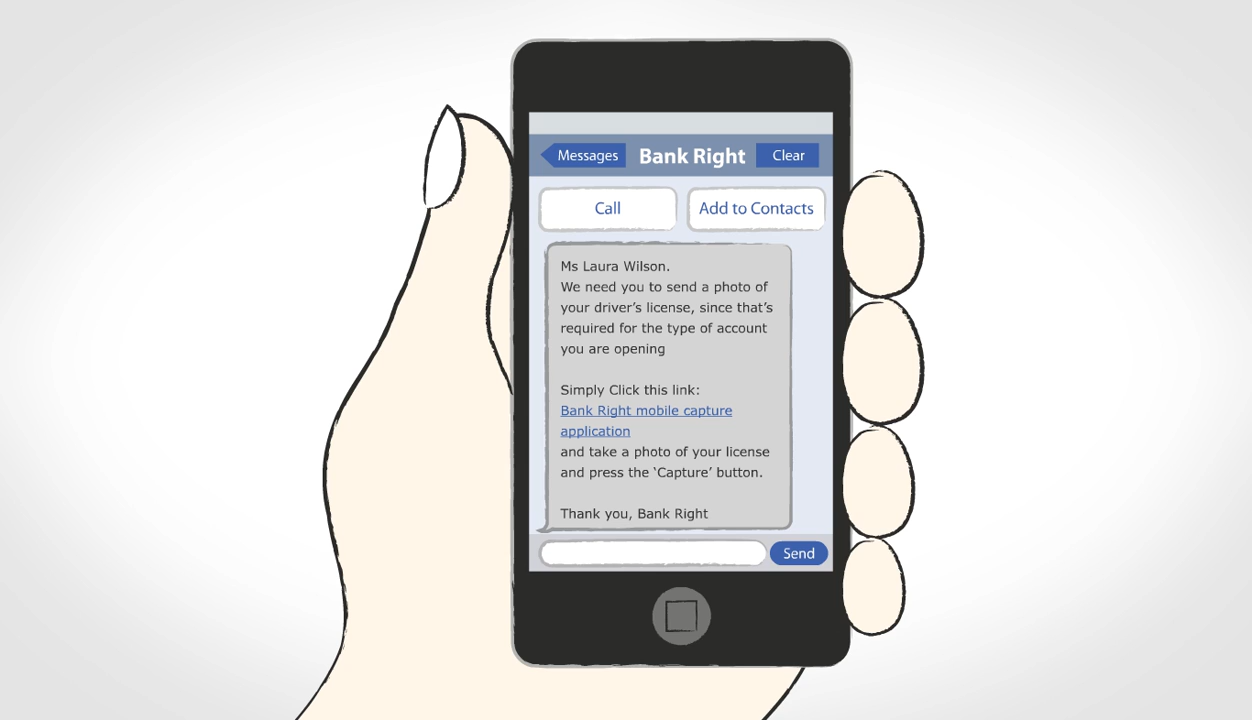 Messages Bank Right Clear
Call Add to Contacts
Ms Laura Wilson.
We need you to send a photo of
your driver’s license, since that’s
required for the type of account
you are opening
Simply Click this link:
Bank Right mobile capture
application
and take a photo of your license
and press the ‘Capture’ button.
Thank you, Bank Right
Send